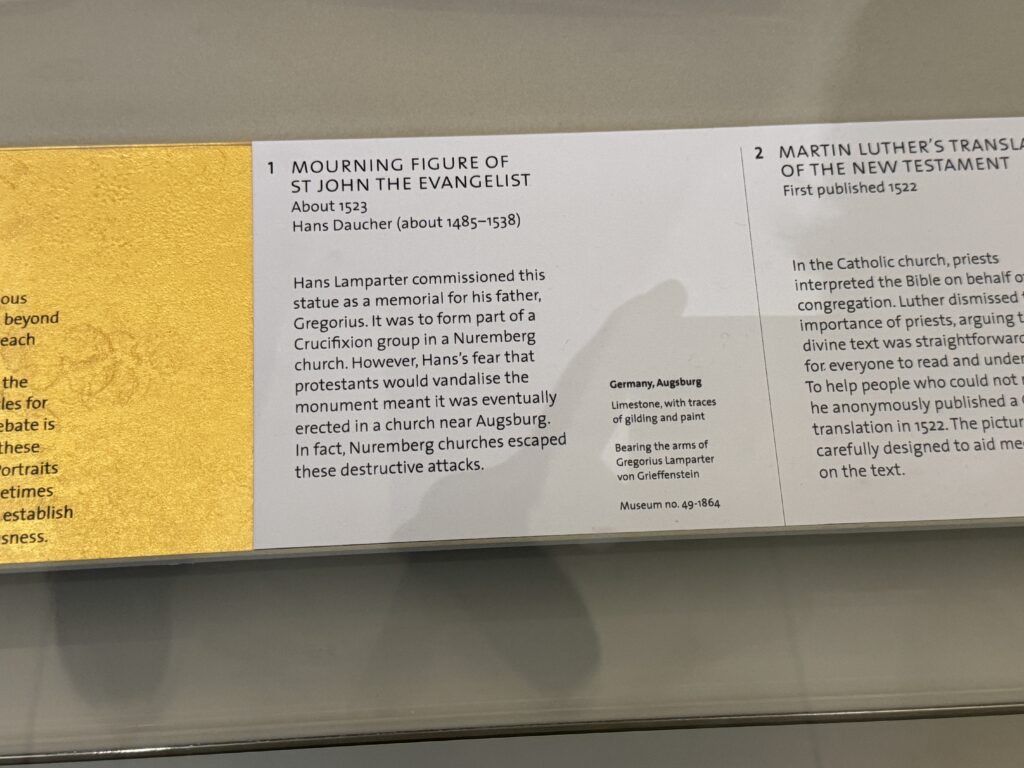 ous
beyond
each
the
les for
ebate is
these
ortraits
etimes
establish
sness.
1 MOURNING FIGURE OF
ST JOHN THE EVANGELIST
About 1523
Hans Daucher (about 1485–1538)
Hans Lamparter commissioned this
statue as a memorial for his father,
Gregorius. It was to form part of a
Crucifixion group in a Nuremberg
church. However, Hans's fear that
protestants would vandalise the
monument meant it was eventually
erected in a church near Augsburg.
In fact, Nuremberg churches escaped
these destructive attacks.
Germany, Augsburg
Limestone, with traces
of gilding and paint
Bearing the arms of
Gregorius Lamparter
von Grieffenstein
Museum no. 49-1864
2 MARTIN LUTHER'S TRANSLA
OF THE NEW TESTAMENT
First published 1522
In the Catholic church, priests
interpreted the Bible on behalf o
congregation. Luther dismissed
importance of priests, arguing t
divine text was straightforward
for everyone to read and under
To help people who could not
he anonymously published a
translation in 1522. The pictur
carefully designed to aid me
on the text.